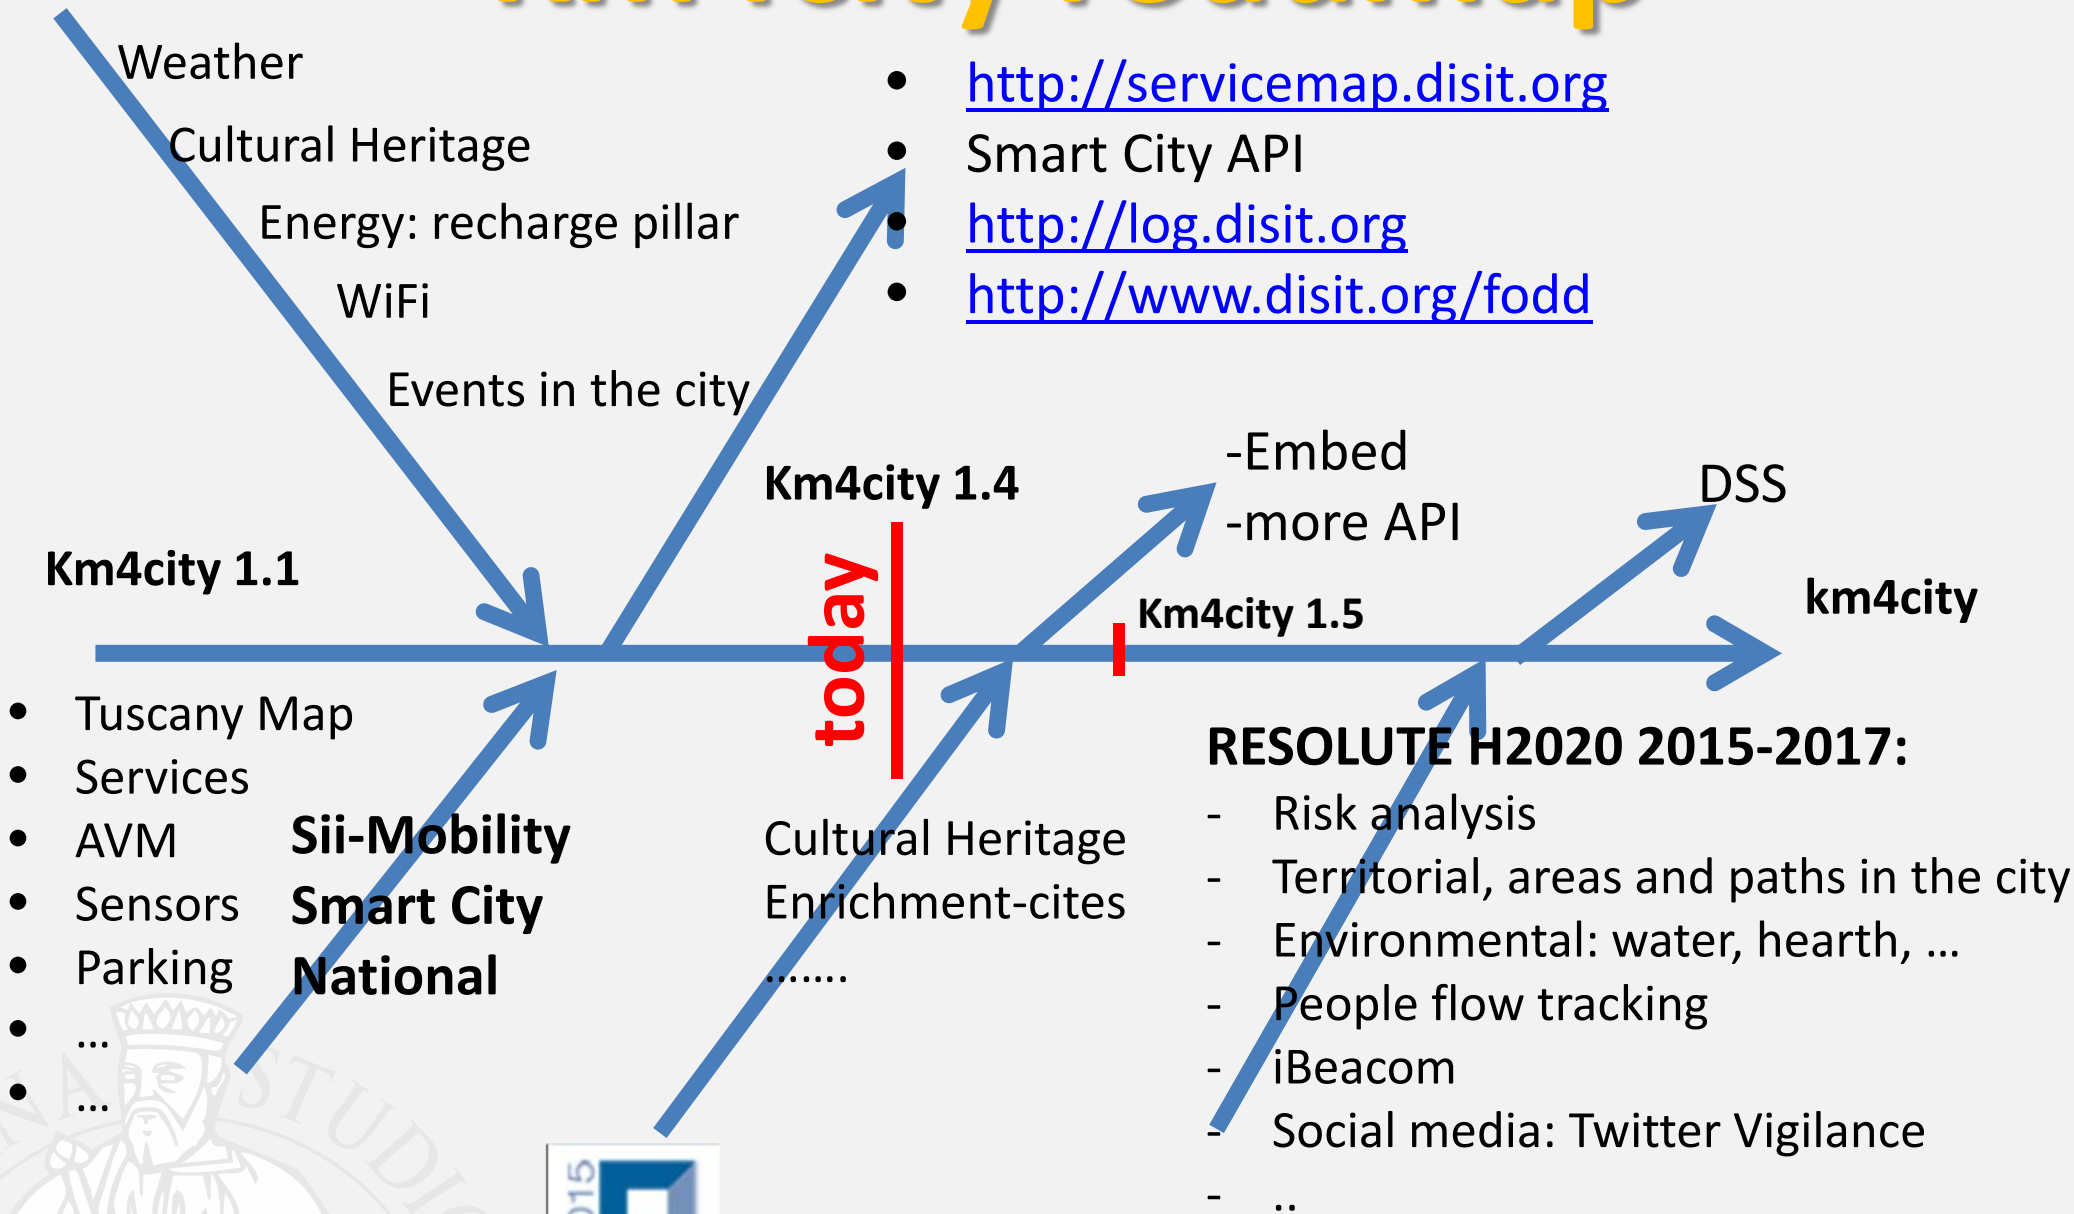 Km4city roadmap
Weather
Cultural Heritage
Energy: recharge pillar
WiFi
Events in the city
• http://servicemap.disit.org
• Smart City API
• http://log.disit.org
• http://www.disit.org/fodd
Km4city 1.1
Km4city 1.4
today
-Embed
-more API
Km4city 1.5
DSS
km4city
• Tuscany Map
• Services
• AVM
• Sensors
• Parking
• ...
• ...
Sii-Mobility
Smart City
National
Cultural Heritage
Enrichment-cites
…….
RESOLUTE H2020 2015-2017:
- Risk analysis
- Territorial, areas and paths in the city
- Environmental: water, hearth, …
- People flow tracking
- iBeacom
- Social media: Twitter Vigilance
- ..
STUDIO